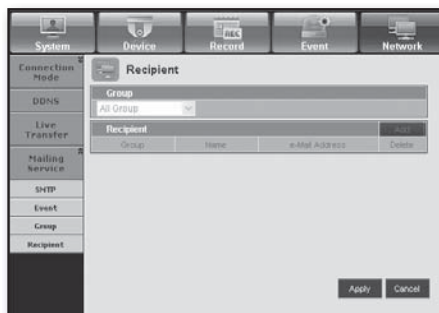 System Device Record Event Network
REC
Connection
Mode
DDNS
Live
Transfer
Mailing
Service
SMTP
Event
Group
Recipient
Recipient
Group
All Group
Recipient Add
Group Name e-Mail Address Delete
Apply Cancel